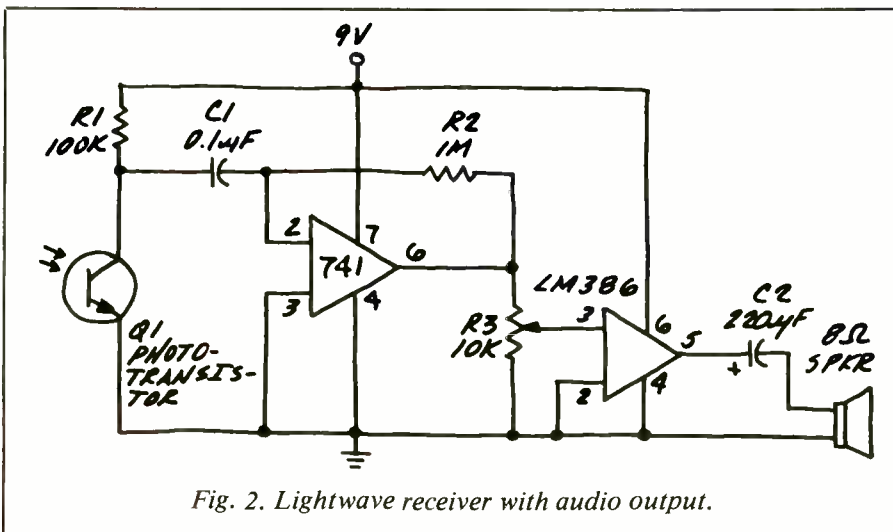 9V
R1
100K
C1
0.1µF
R2
1M
2
7
741
6
3
4
Q1
PHOTO-
TRANSIS-
TOR
R3
10K
LM386
3
6
5
2
4
C2
220µF
+
8Ω
SPKR
Fig. 2. Lightwave receiver with audio output.